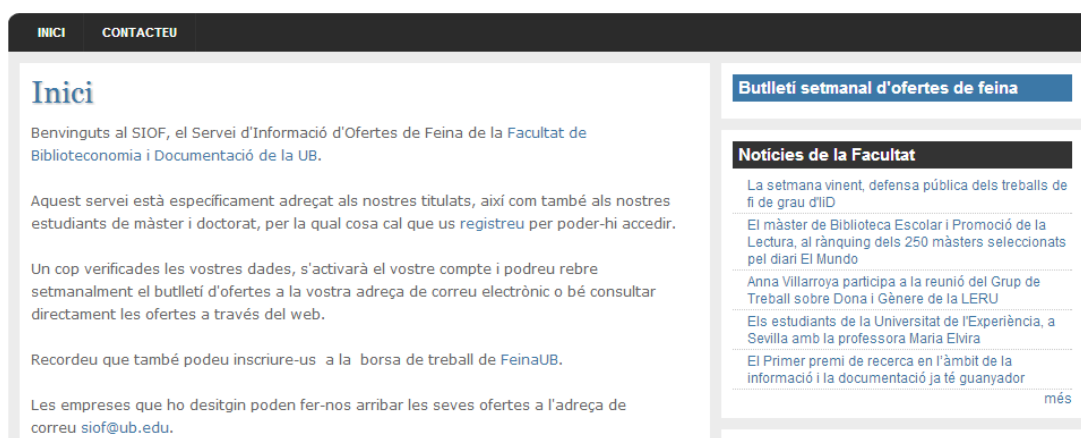 INICI CONTACTEU
Inici
Benvinguts al SIOF, el Servei d'Informació d'Ofertes de Feina de la Facultat de
Biblioteconomia i Documentació de la UB.
Aquest servei està específicament adreçat als nostres titulats, així com també als nostres
estudiants de màster i doctorat, per la qual cosa cal que us registreu per poder-hi accedir.
Un cop verificades les vostres dades, s'activarà el vostre compte i podreu rebre
setmanalment el butlletí d'ofertes a la vostra adreça de correu electrònic o bé consultar
directament les ofertes a través del web.
Recordeu que també podeu inscriure-us a la borsa de treball de FeinaUB.
Les empreses que ho desitgin poden fer-nos arribar les seves ofertes a l'adreça de
correu siof@ub.edu.
Butlletí setmanal d'ofertes de feina
Notícies de la Facultat
La setmana vinent, defensa pública dels treballs de
fi de grau d'IiD
El màster de Biblioteca Escolar i Promoció de la
Lectura, al rànquing dels 250 màsters seleccionats
pel diari El Mundo
Anna Villarroya participa a la reunió del Grup de
Treball sobre Dona i Gènere de la LERU
Els estudiants de la Universitat de l'Experiència, a
Sevilla amb la professora Maria Elvira
El Primer premi de recerca en l'àmbit de la
informació i la documentació ja té guanyador
més